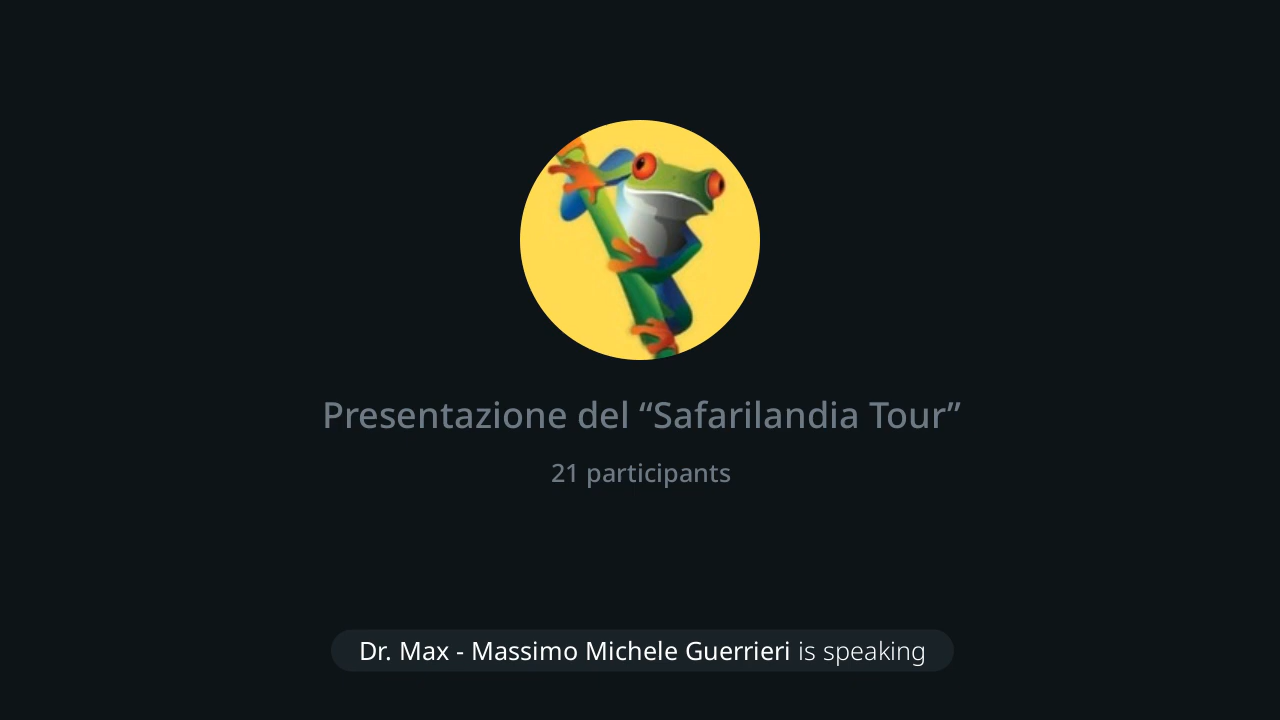 Presentazione del “Safarilandia Tour”
21 participants
Dr. Max - Massimo Michele Guerrieri is speaking